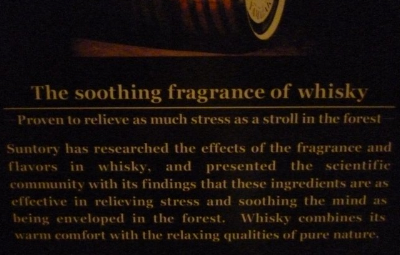 The soothing fragrance of whisky
Proven to relieve as much stress as a stroll in the forest
Suntory has researched the effects of the fragrance and
flavors in whisky, and presented the scientific
community with its findings that these ingredients are as
effective in relieving stress and soothing the mind as
being enveloped in the forest. Whisky combines its
warm comfort with the relaxing qualities of pure nature.